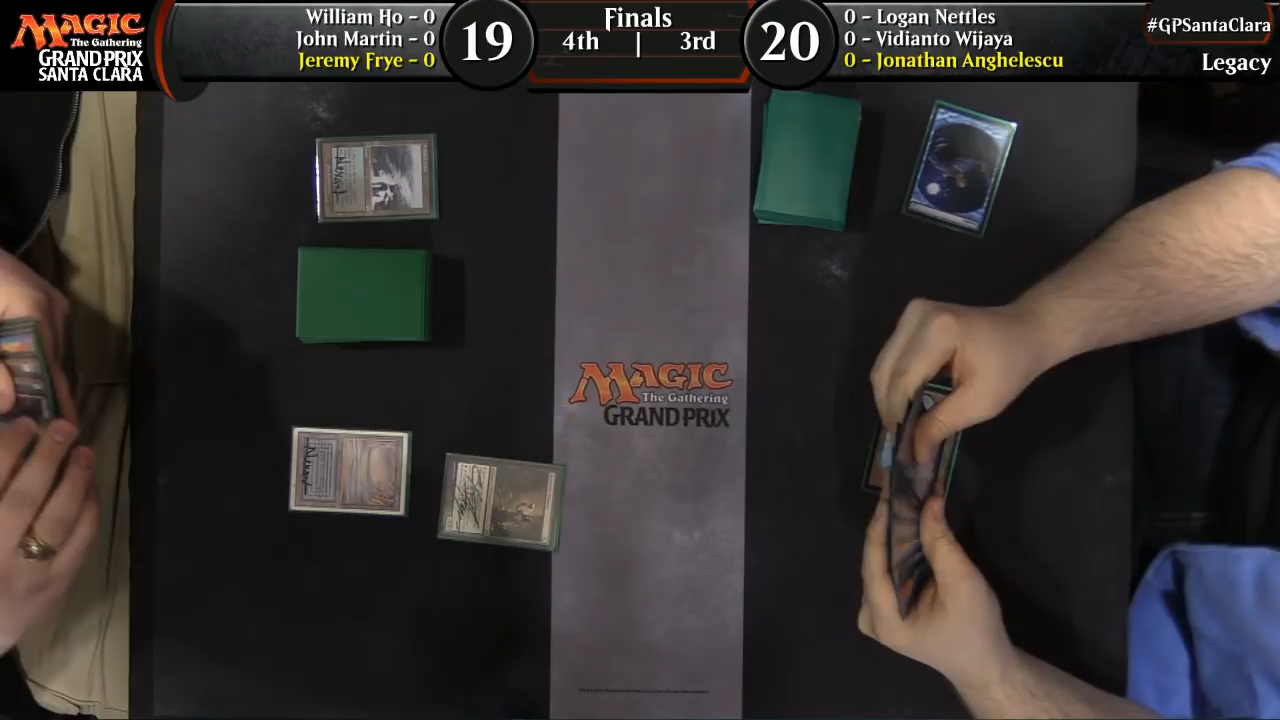 MAGIC
The Gathering
GRAND PRIX
SANTA CLARA
William Ho - 0
John Martin - 0
Jeremy Frye - 0
19
Finals
4th | 3rd
20
0 - Logan Nettles
0 - Vidianto Wijaya
0 - Jonathan Anghelescu
#GPSantaClara
Legacy
MAGIC
The Gathering
GRAND PRIX